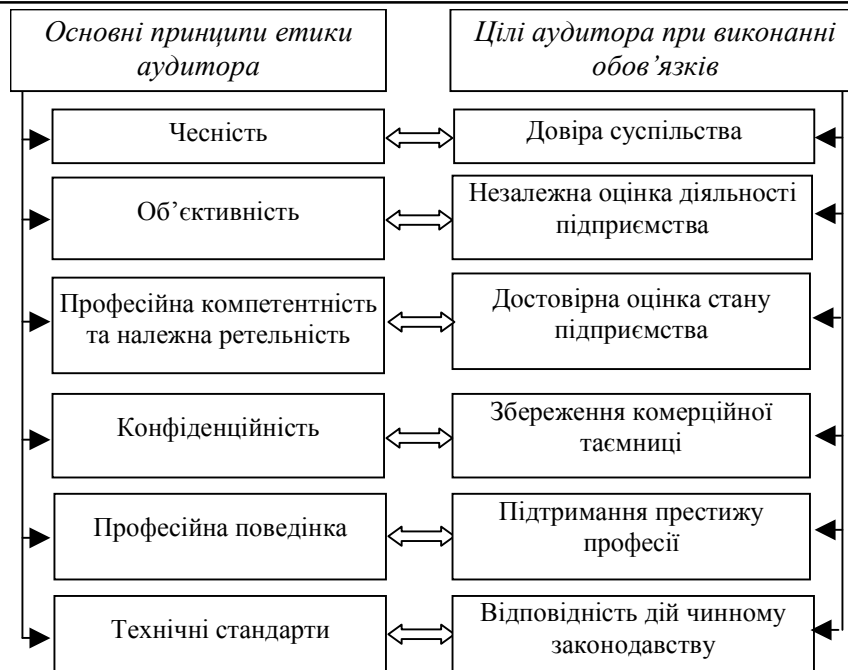 Основні принципи етики
аудитора
Цілі аудитора при виконанні
обов’язків
Чесність
Довіра суспільства
Об’єктивність
Незалежна оцінка діяльності
підприємства
Професійна компетентність
та належна ретельність
Достовірна оцінка стану
підприємства
Конфіденційність
Збереження комерційної
таємниці
Професійна поведінка
Підтримання престижу
професії
Технічні стандарти
Відповідність дій чинному
законодавству